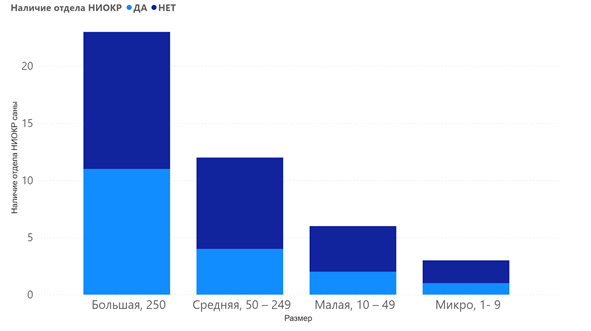 Наличие отдела НИОКР ДА НЕТ
20
15
10
5
0
Наличие отдела НИОКР саны
Большая, 250 Средняя, 50 – 249 Малая, 10 – 49 Микро, 1- 9
Размер